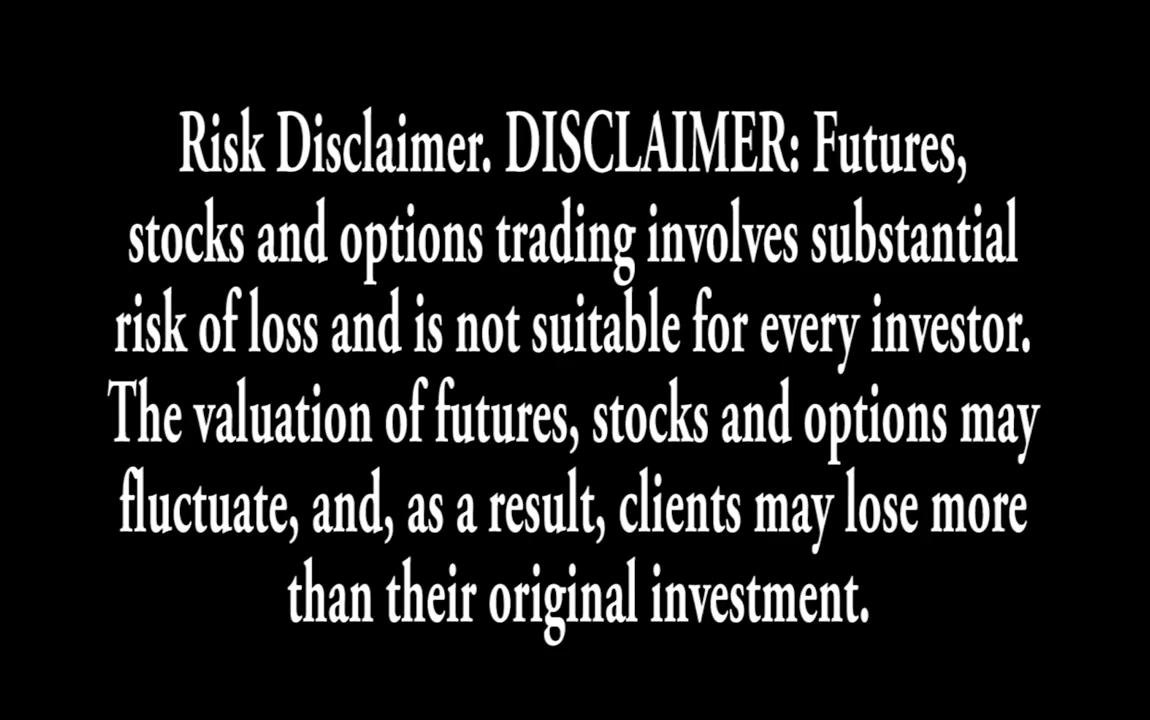 Risk Disclaimer. DISCLAIMER: Futures,
stocks and options trading involves substantial
risk of loss and is not suitable for every investor.
The valuation of futures, stocks and options may
fluctuate, and, as a result, clients may lose more
than their original investment.